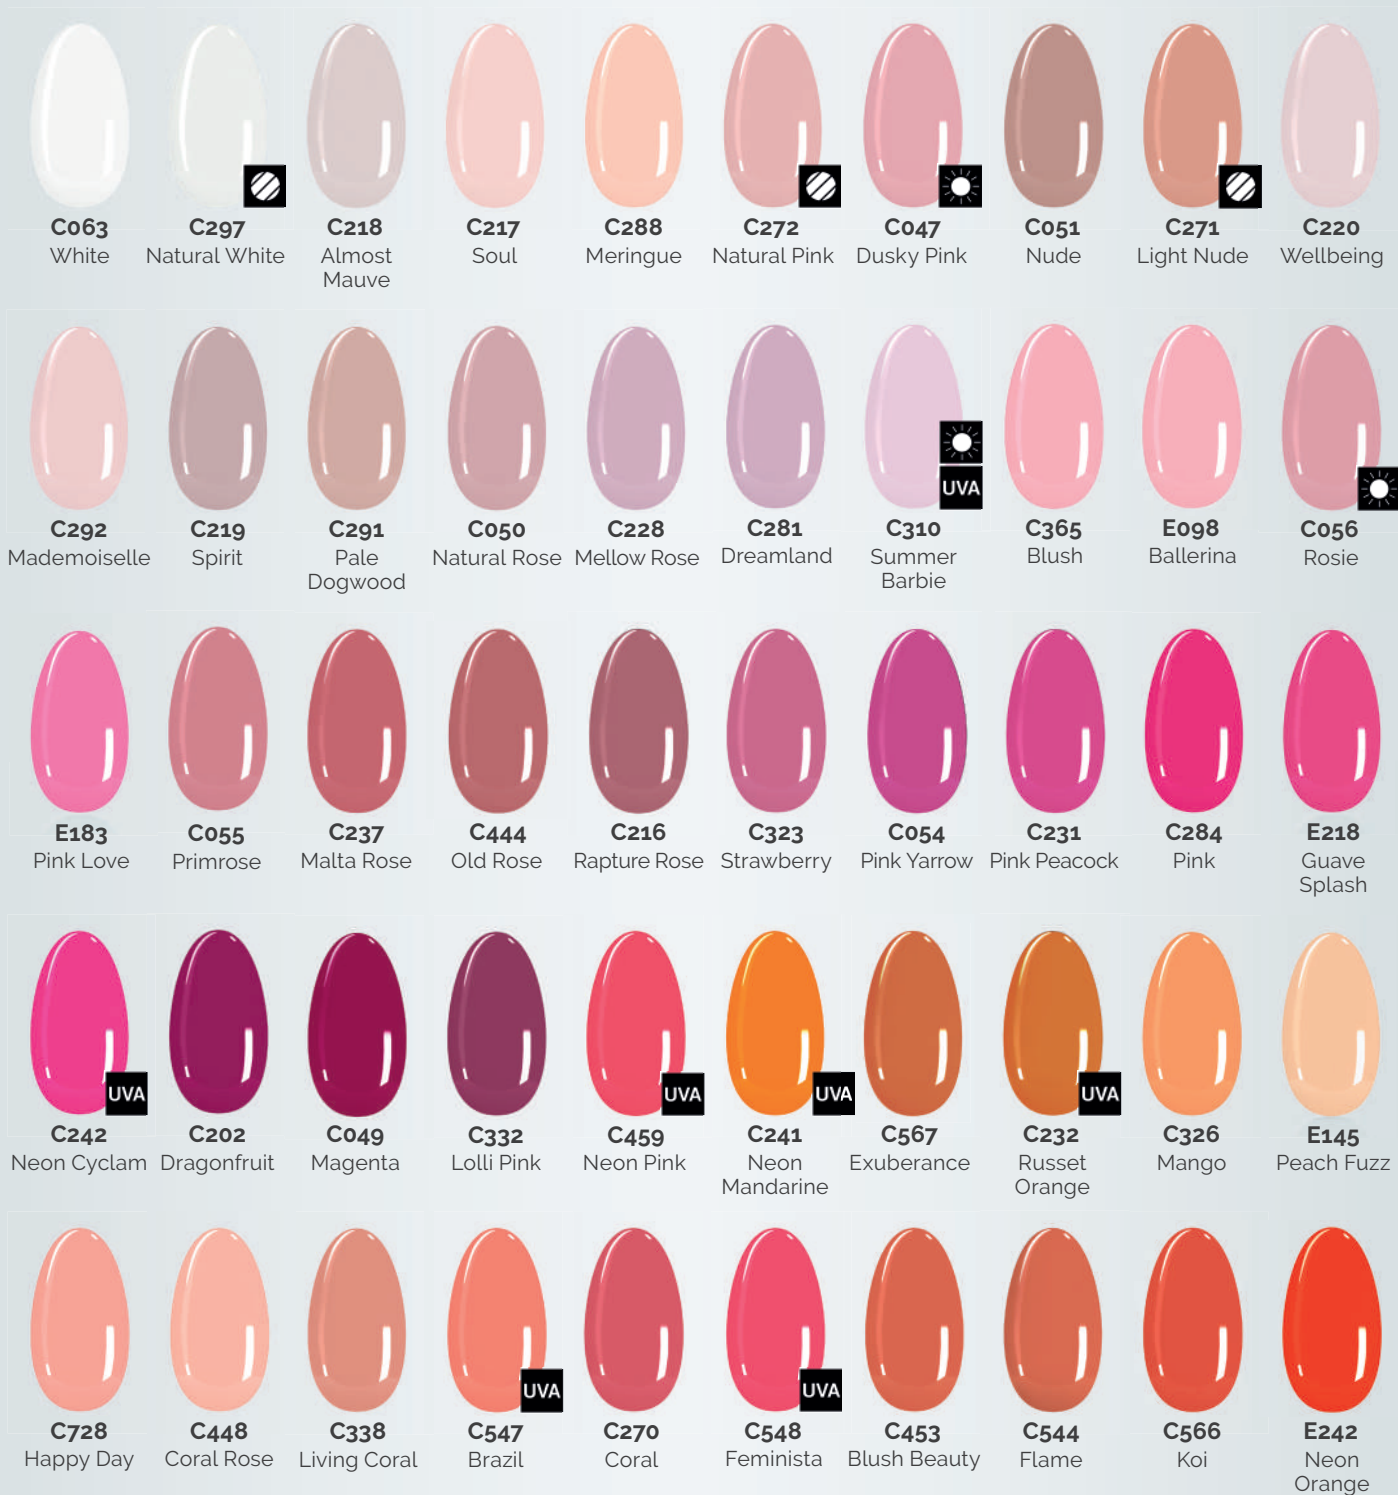 C063
White
C297
Natural White
C218
Almost
Mauve
C217
Soul
C288
Meringue
C272
Natural Pink
C047
Dusky Pink
C051
Nude
C271
Light Nude
C220
Wellbeing
C292
Mademoiselle
C219
Spirit
C291
Pale
Dogwood
C050
Natural Rose
C228
Mellow Rose
C281
Dreamland
UVA
C310
Summer
Barbie
C365
Blush
E098
Ballerina
C056
Rosie
E183
Pink Love
C055
Primrose
C237
Malta Rose
C444
Old Rose
C216
Rapture Rose
C323
Strawberry
C054
Pink Yarrow
C231
Pink Peacock
C284
Pink
E218
Guave
Splash
UVA
C242
Neon Cyclam
C202
Dragonfruit
C049
Magenta
C332
Lolli Pink
UVA
C459
Neon Pink
UVA
C241
Neon
Mandarine
C567
Exuberance
UVA
C232
Russet
Orange
C326
Mango
E145
Peach Fuzz
C728
Happy Day
C448
Coral Rose
C338
Living Coral
UVA
C547
Brazil
C270
Coral
UVA
C548
Feminista
C453
Blush Beauty
C544
Flame
C566
Koi
E242
Neon
Orange